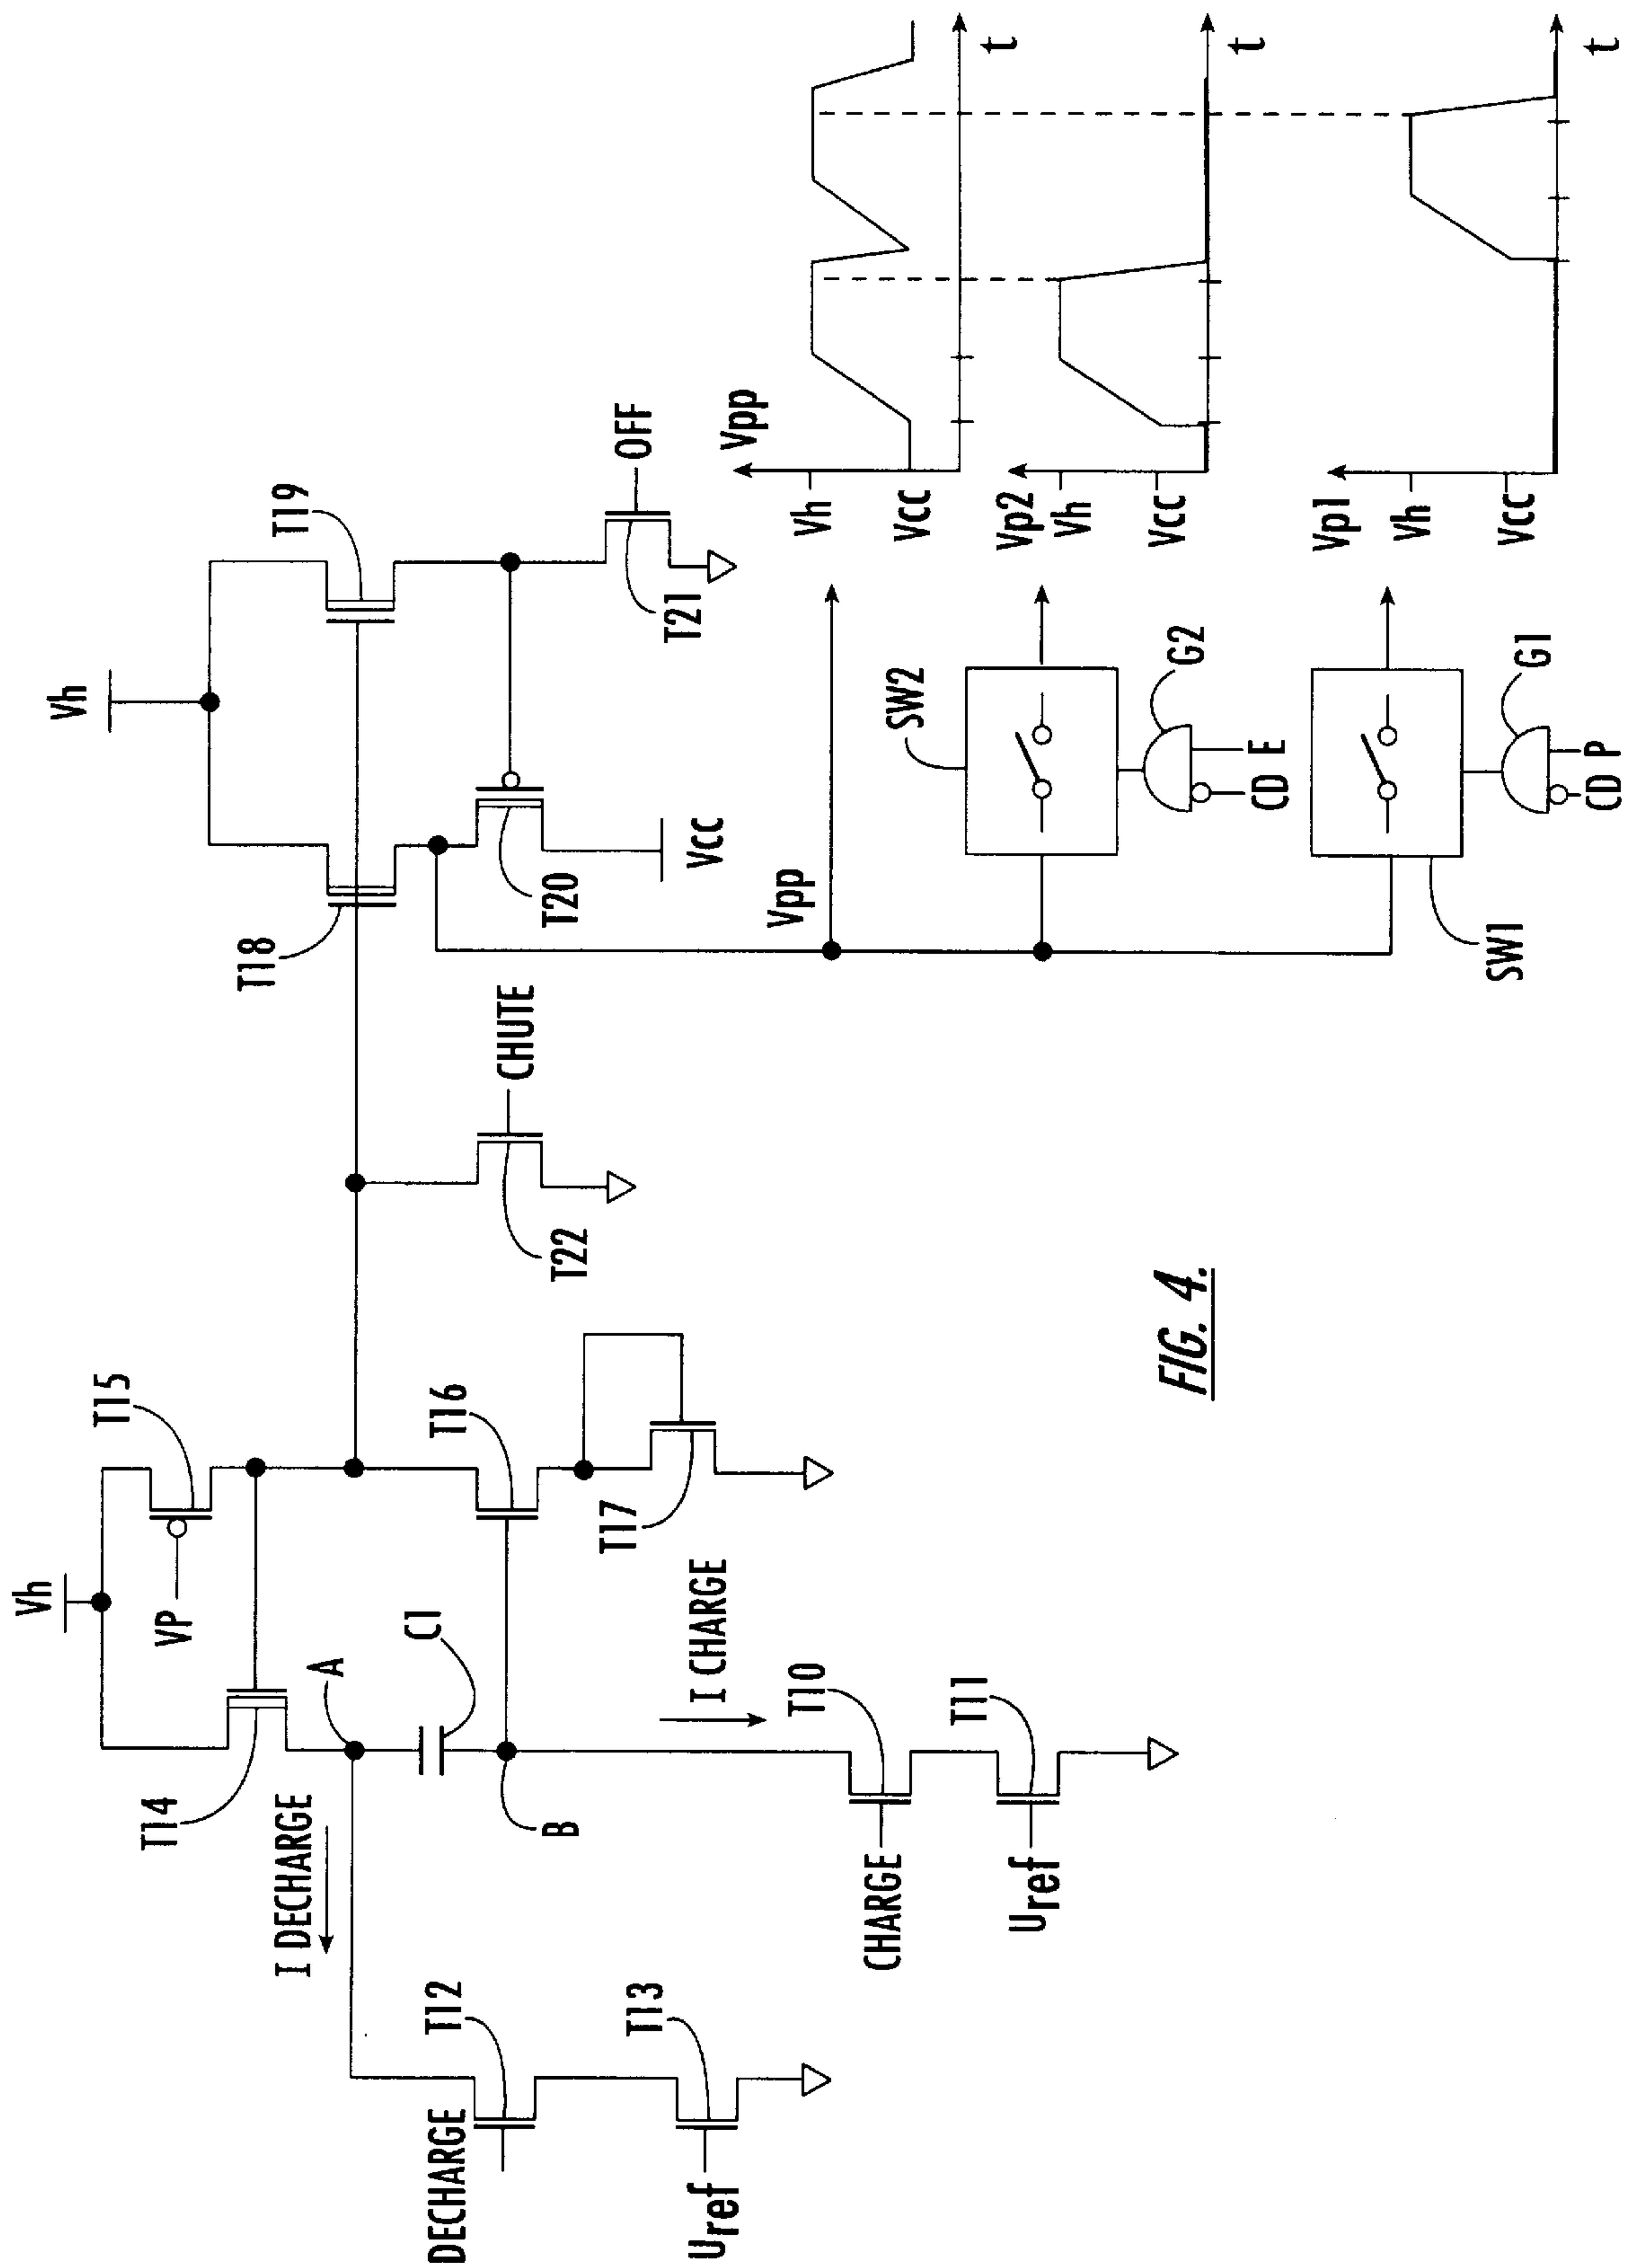 Vh
VP
T15
T14
A
C1
I DECHARGE
B
T16
T17
I CHARGE
DECHARGE
T12
Uref
T13
CHARGE
T10
Uref
T11
T22
CHUTE
Vh
T18
T19
T20
VCC
T21
OFF
Vpp
SW2
G2
CD E
SW1
G1
CD P
Vpp
Vh
VCC
t
Vp2
Vh
VCC
t
Vp1
Vh
VCC
t
FIG. 4.